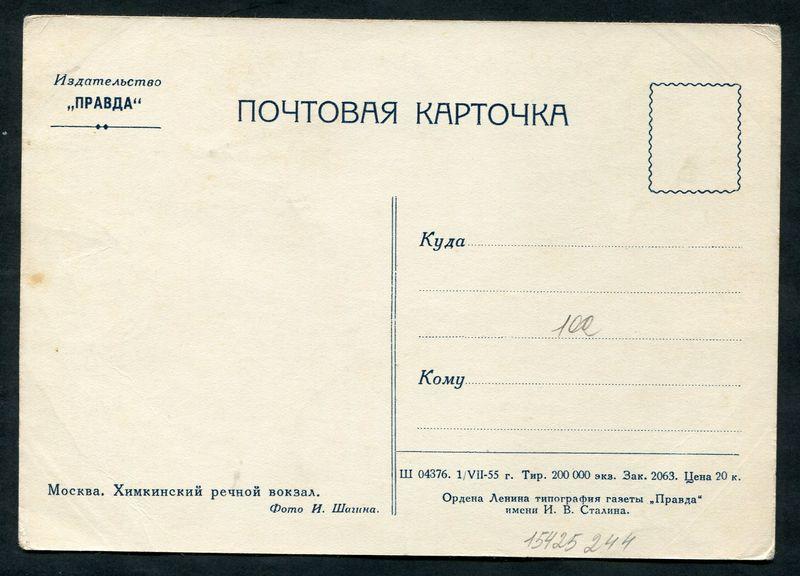 Издательство
„ПРАВДА“
ПОЧТОВАЯ КАРТОЧКА
Куда
100
Кому
Москва. Химкинский речной вокзал.
Фото И. Шагина.
Ш 04376. 1/VII-55 г. Тир. 200 000 экз. Зак. 2063. Цена 20 к.
Ордена Ленина типография газеты „Правда“
имени И. В. Сталина.
15425 244